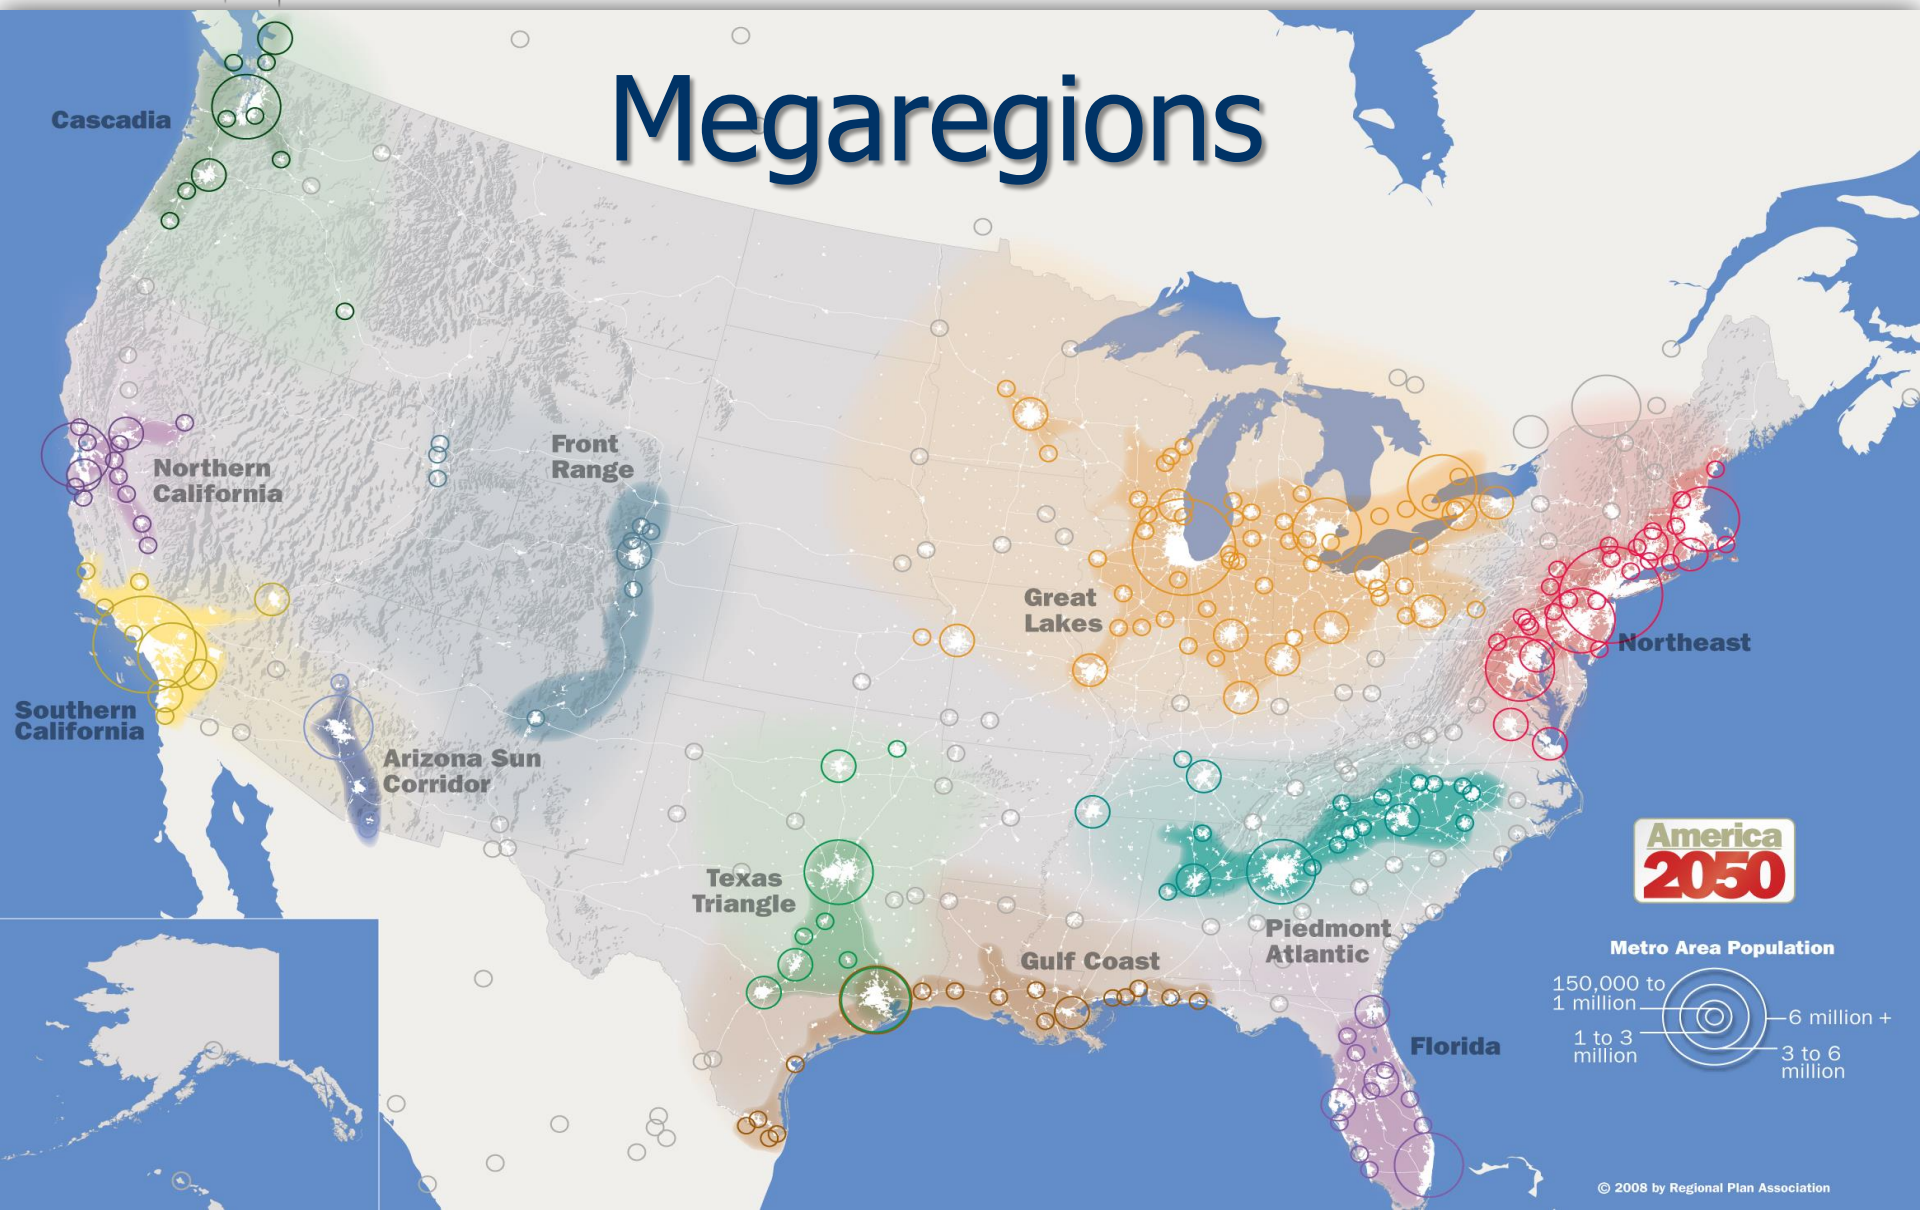 Megaregions
Cascadia
Front
Range
Northern
California
Great
Lakes
Northeast
Southern
California
Arizona Sun
Corridor
Texas
Triangle
Piedmont
Atlantic
Gulf Coast
Florida
America
2050
Metro Area Population
150,000 to
1 million
6 million +
1 to 3
million
3 to 6
million
© 2008 by Regional Plan Association